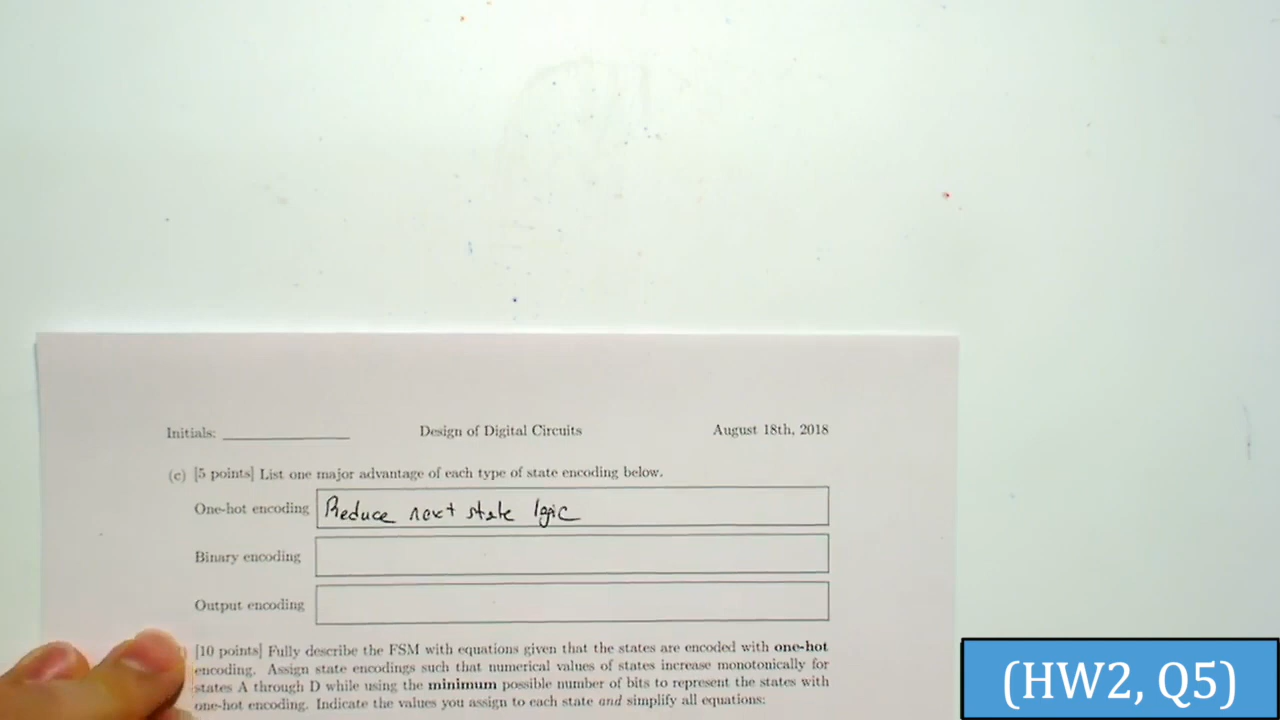 Initials: ____________ Design of Digital Circuits August 18th, 2018
(c) [5 points] List one major advantage of each type of state encoding below.
One-hot encoding Reduce next state logic
Binary encoding
Output encoding
[10 points] Fully describe the FSM with equations given that the states are encoded with one-hot
encoding. Assign state encodings such that numerical values of states increase monotonically for
states A through D while using the minimum possible number of bits to represent the states with
one-hot encoding. Indicate the values you assign to each state and simplify all equations:
(HW2, Q5)